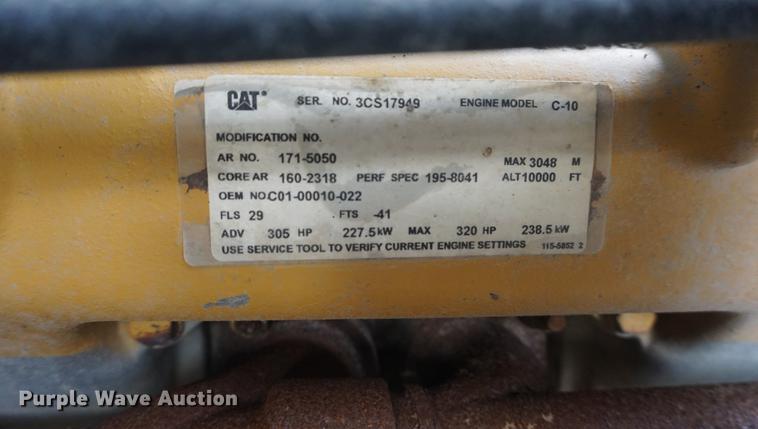 CAT® SER. NO. 3CS17949 ENGINE MODEL C-10
MODIFICATION NO.
AR NO. 171-5050 MAX 3048 M
CORE AR 160-2318 PERF SPEC 195-8041 ALT 10000 FT
OEM NO. C01-00010-022
FLS 29 FTS -41
ADV 305 HP 227.5 kW MAX 320 HP 238.5 kW
USE SERVICE TOOL TO VERIFY CURRENT ENGINE SETTINGS 115-5852 2
Purple Wave Auction